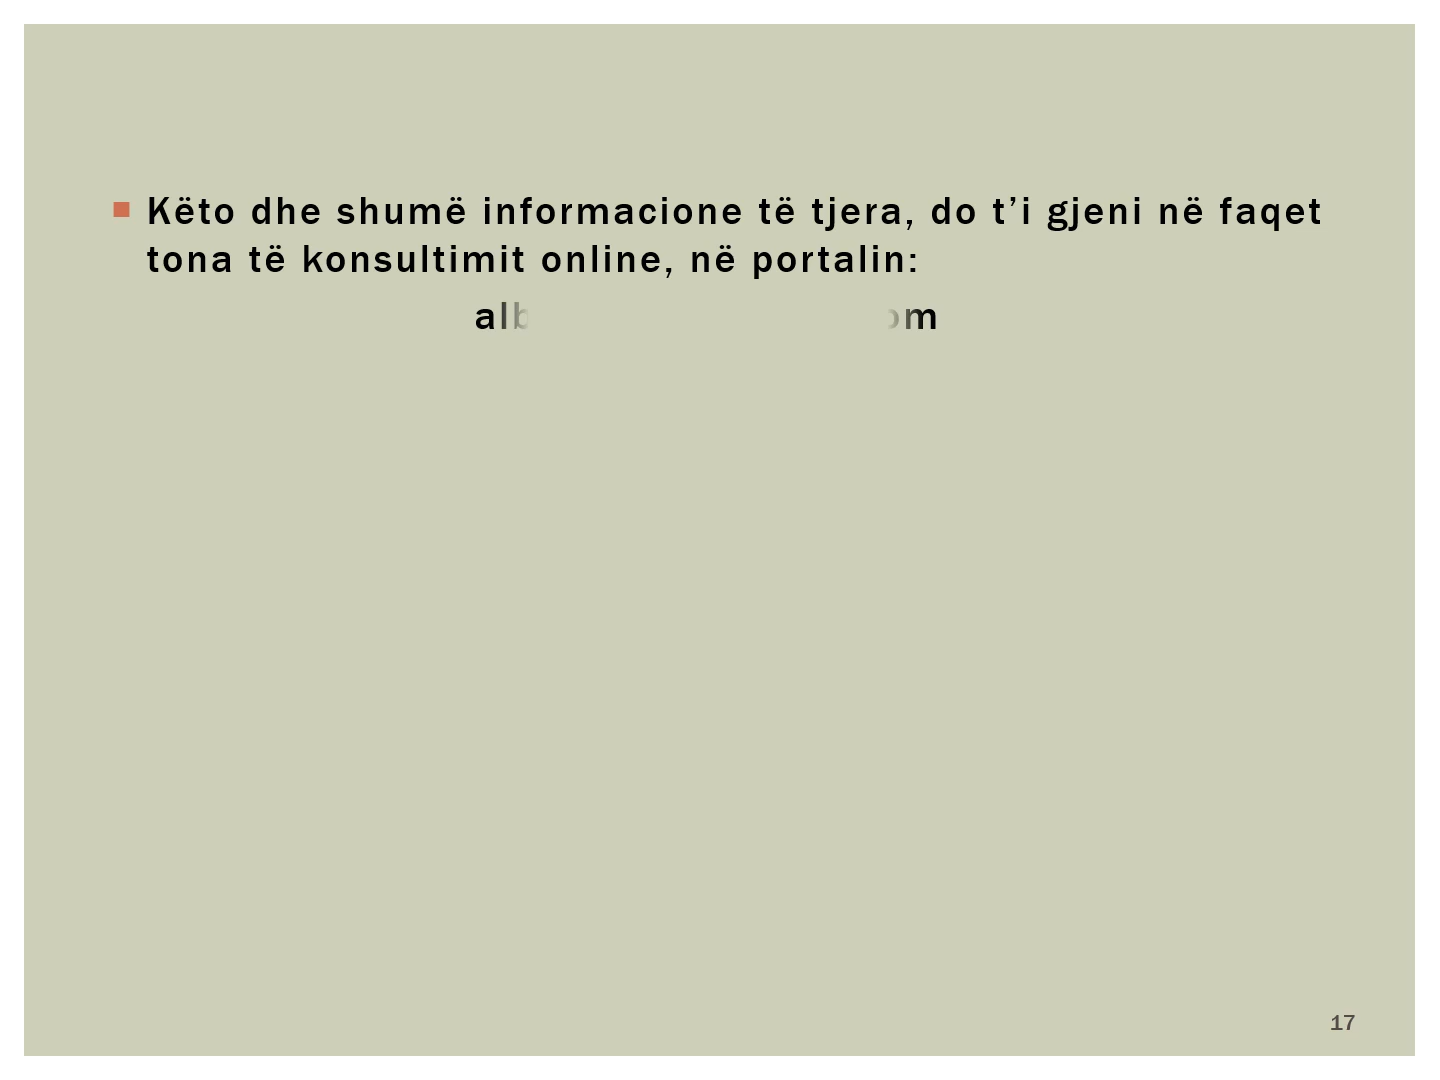 Këto dhe shumë informacione të tjera, do t’i gjeni në faqet
tona të konsultimit online, në portalin:
17